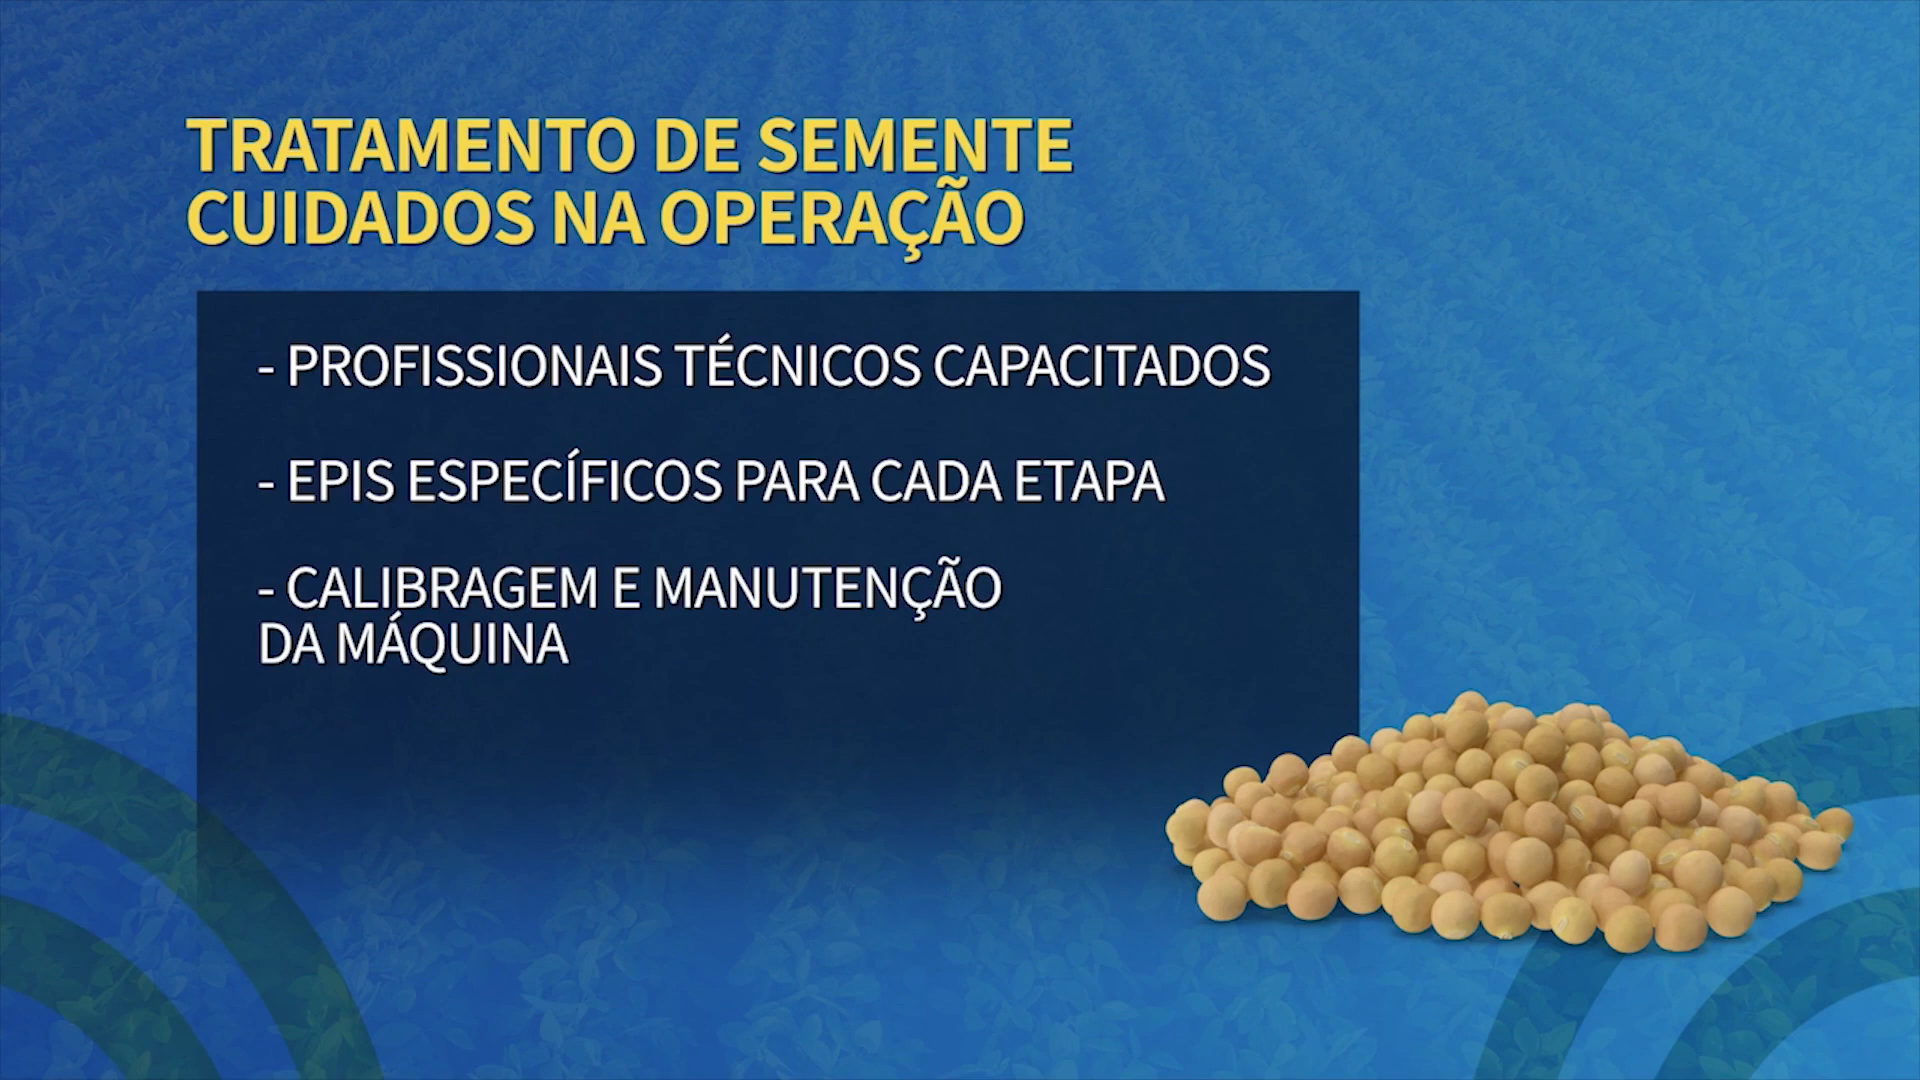 TRATAMENTO DE SEMENTE
CUIDADOS NA OPERAÇÃO
- PROFISSIONAIS TÉCNICOS CAPACITADOS
- EPIS ESPECÍFICOS PARA CADA ETAPA
- CALIBRAGEM E MANUTENÇÃO
DA MÁQUINA